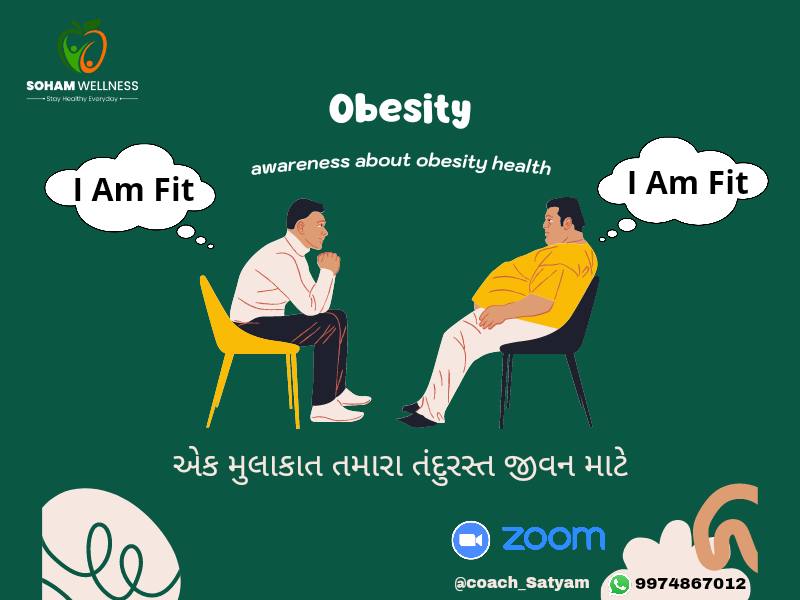 SOHAM WELLNESS
Stay Healthy Everyday
Obesity
awareness about obesity health
I Am Fit
I Am Fit
એક મુલાકાત તમારા તંદુરસ્ત જીવન માટે
zoom
@coach_Satyam
9974867012